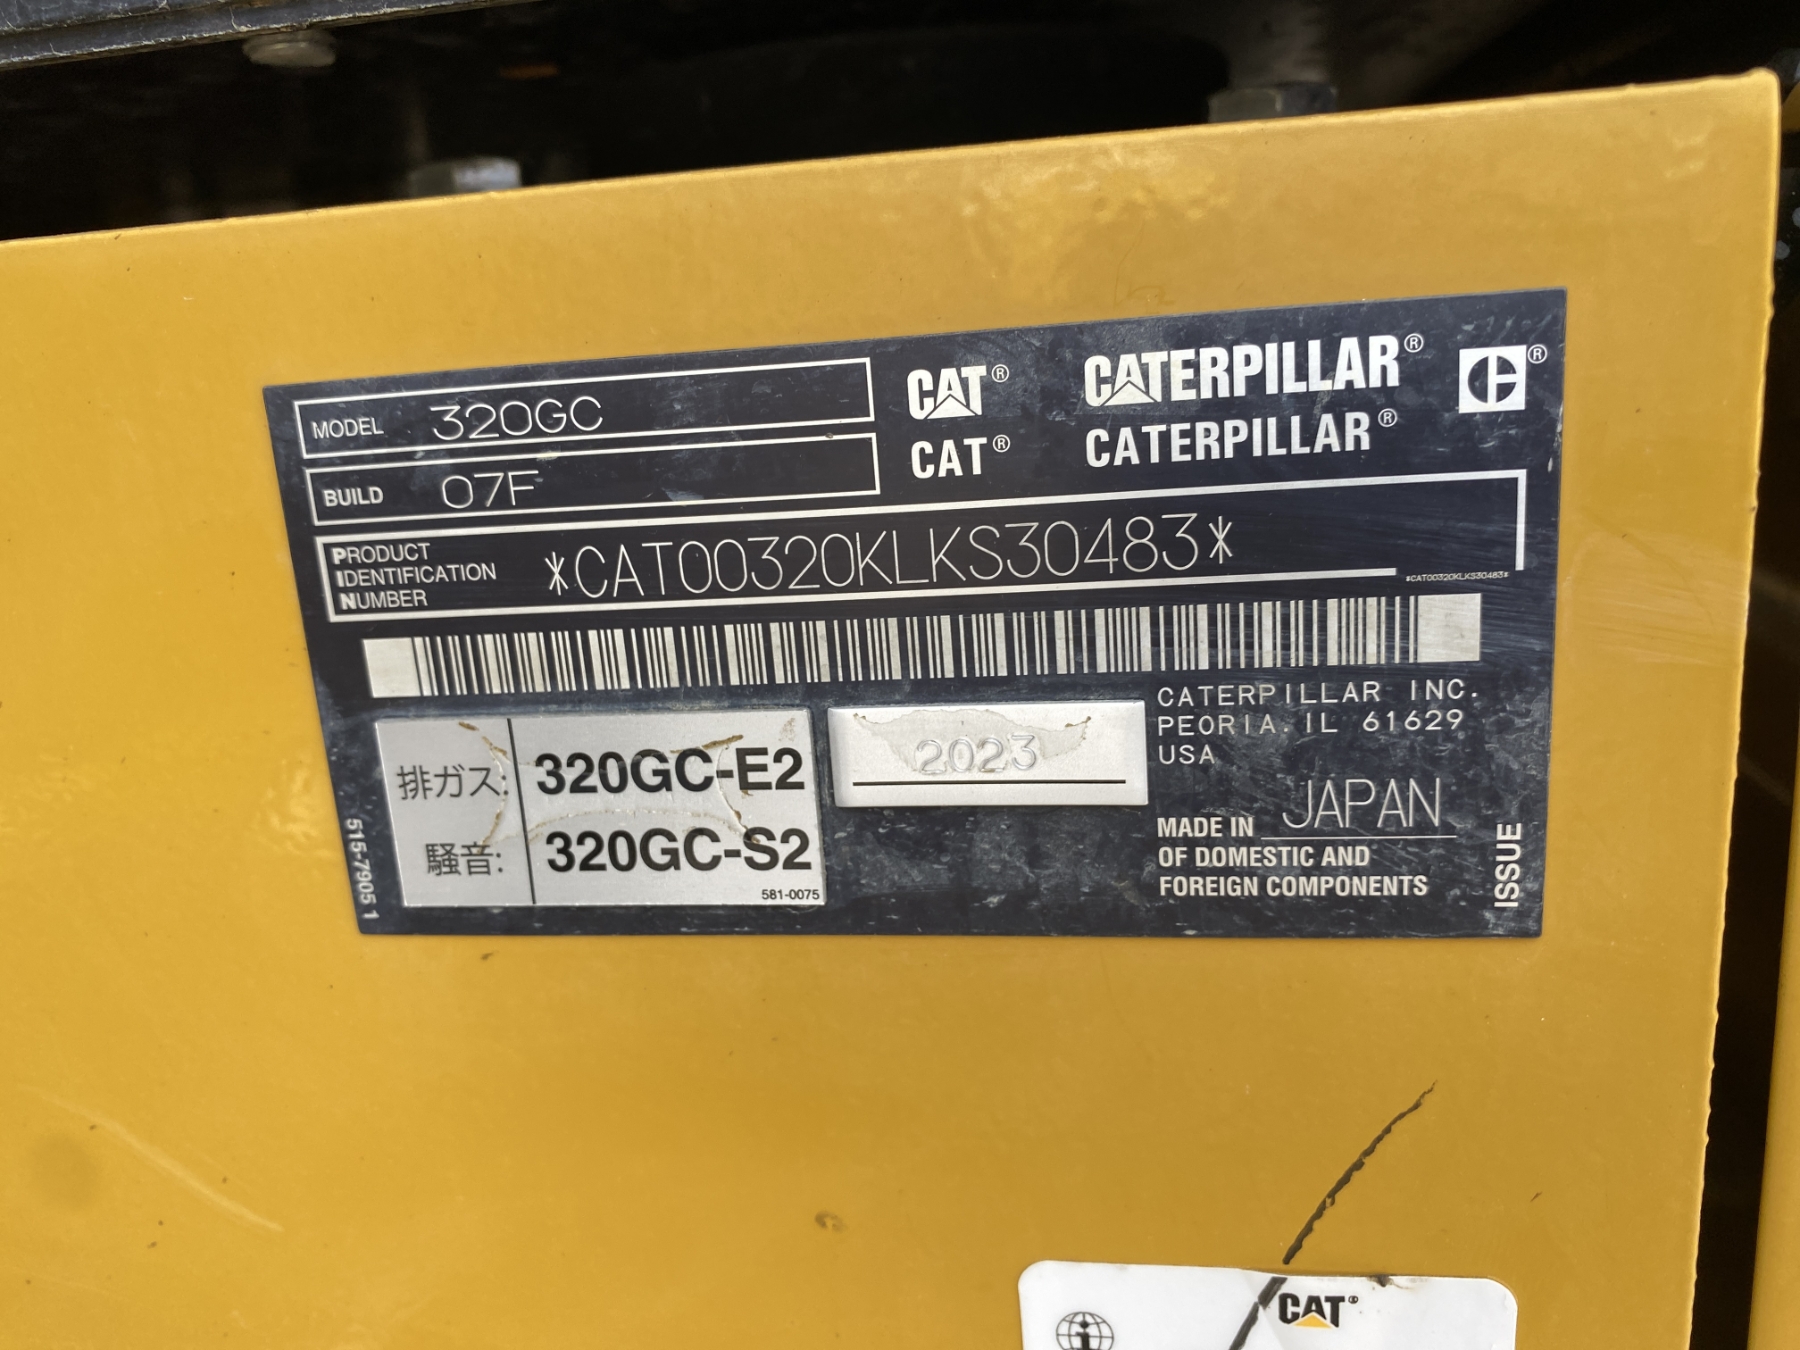 MODEL 320GC
BUILD 07F
CAT® CATERPILLAR® ®
CAT® CATERPILLAR®
PRODUCT
IDENTIFICATION
NUMBER
*CAT00320KLKS30483*
*CAT00320KLKS30483*
排ガス: 320GC-E2
騒音: 320GC-S2
581-0075
2023
CATERPILLAR INC.
PEORIA. IL 61629
USA
MADE IN JAPAN
OF DOMESTIC AND
FOREIGN COMPONENTS
ISSUE
515-7905 1
CAT®